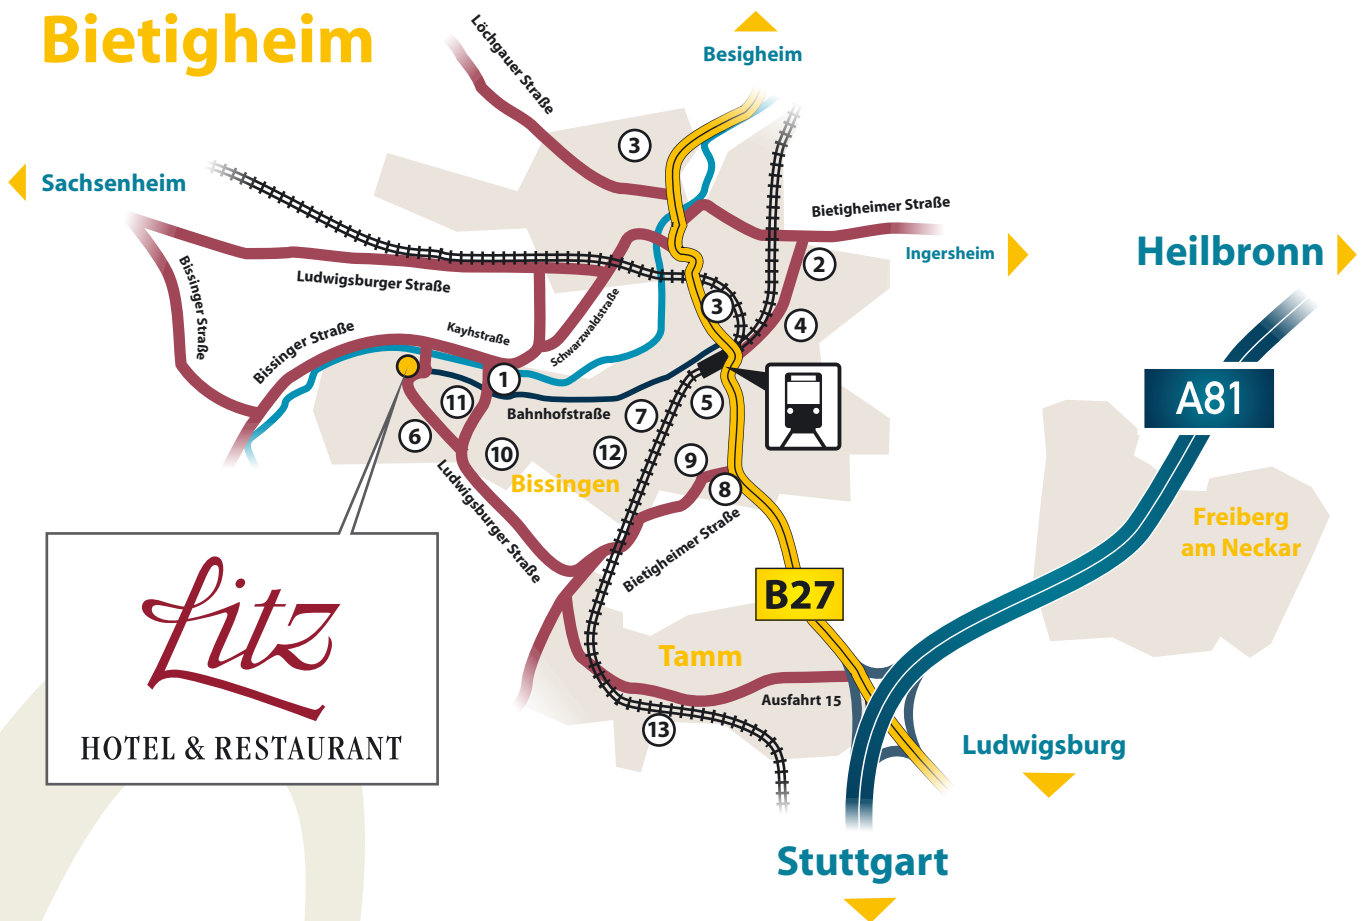 Bietigheim
Löchgauer Straße
Besigheim
3
Sachsenheim
Bietigheimer Straße
Ingersheim
Heilbronn
2
Bissinger Straße
Ludwigsburger Straße
Schwarzwaldstraße
3
4
Bissinger Straße
Kayhstraße
1
A81
11
Bahnhofstraße
7
5
6
10
12
9
8
Bissingen
Ludwigsburger Straße
Bietigheimer Straße
Freiberg
am Neckar
B27
Litz
HOTEL & RESTAURANT
Tamm
Ausfahrt 15
13
Ludwigsburg
Stuttgart